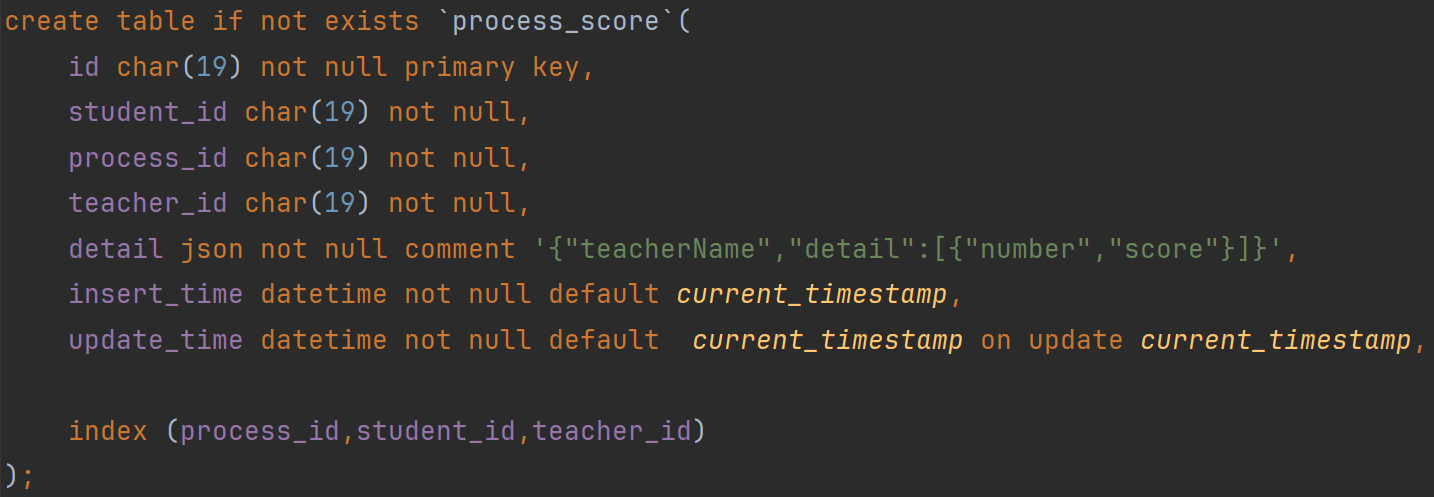 create table if not exists `process_score`(
    id char(19) not null primary key,
    student_id char(19) not null,
    process_id char(19) not null,
    teacher_id char(19) not null,
    detail json not null comment '{"teacherName","detail":[{"number","score"}]}',
    insert_time datetime not null default current_timestamp,
    update_time datetime not null default  current_timestamp on update current_timestamp,

    index (process_id,student_id,teacher_id)
);